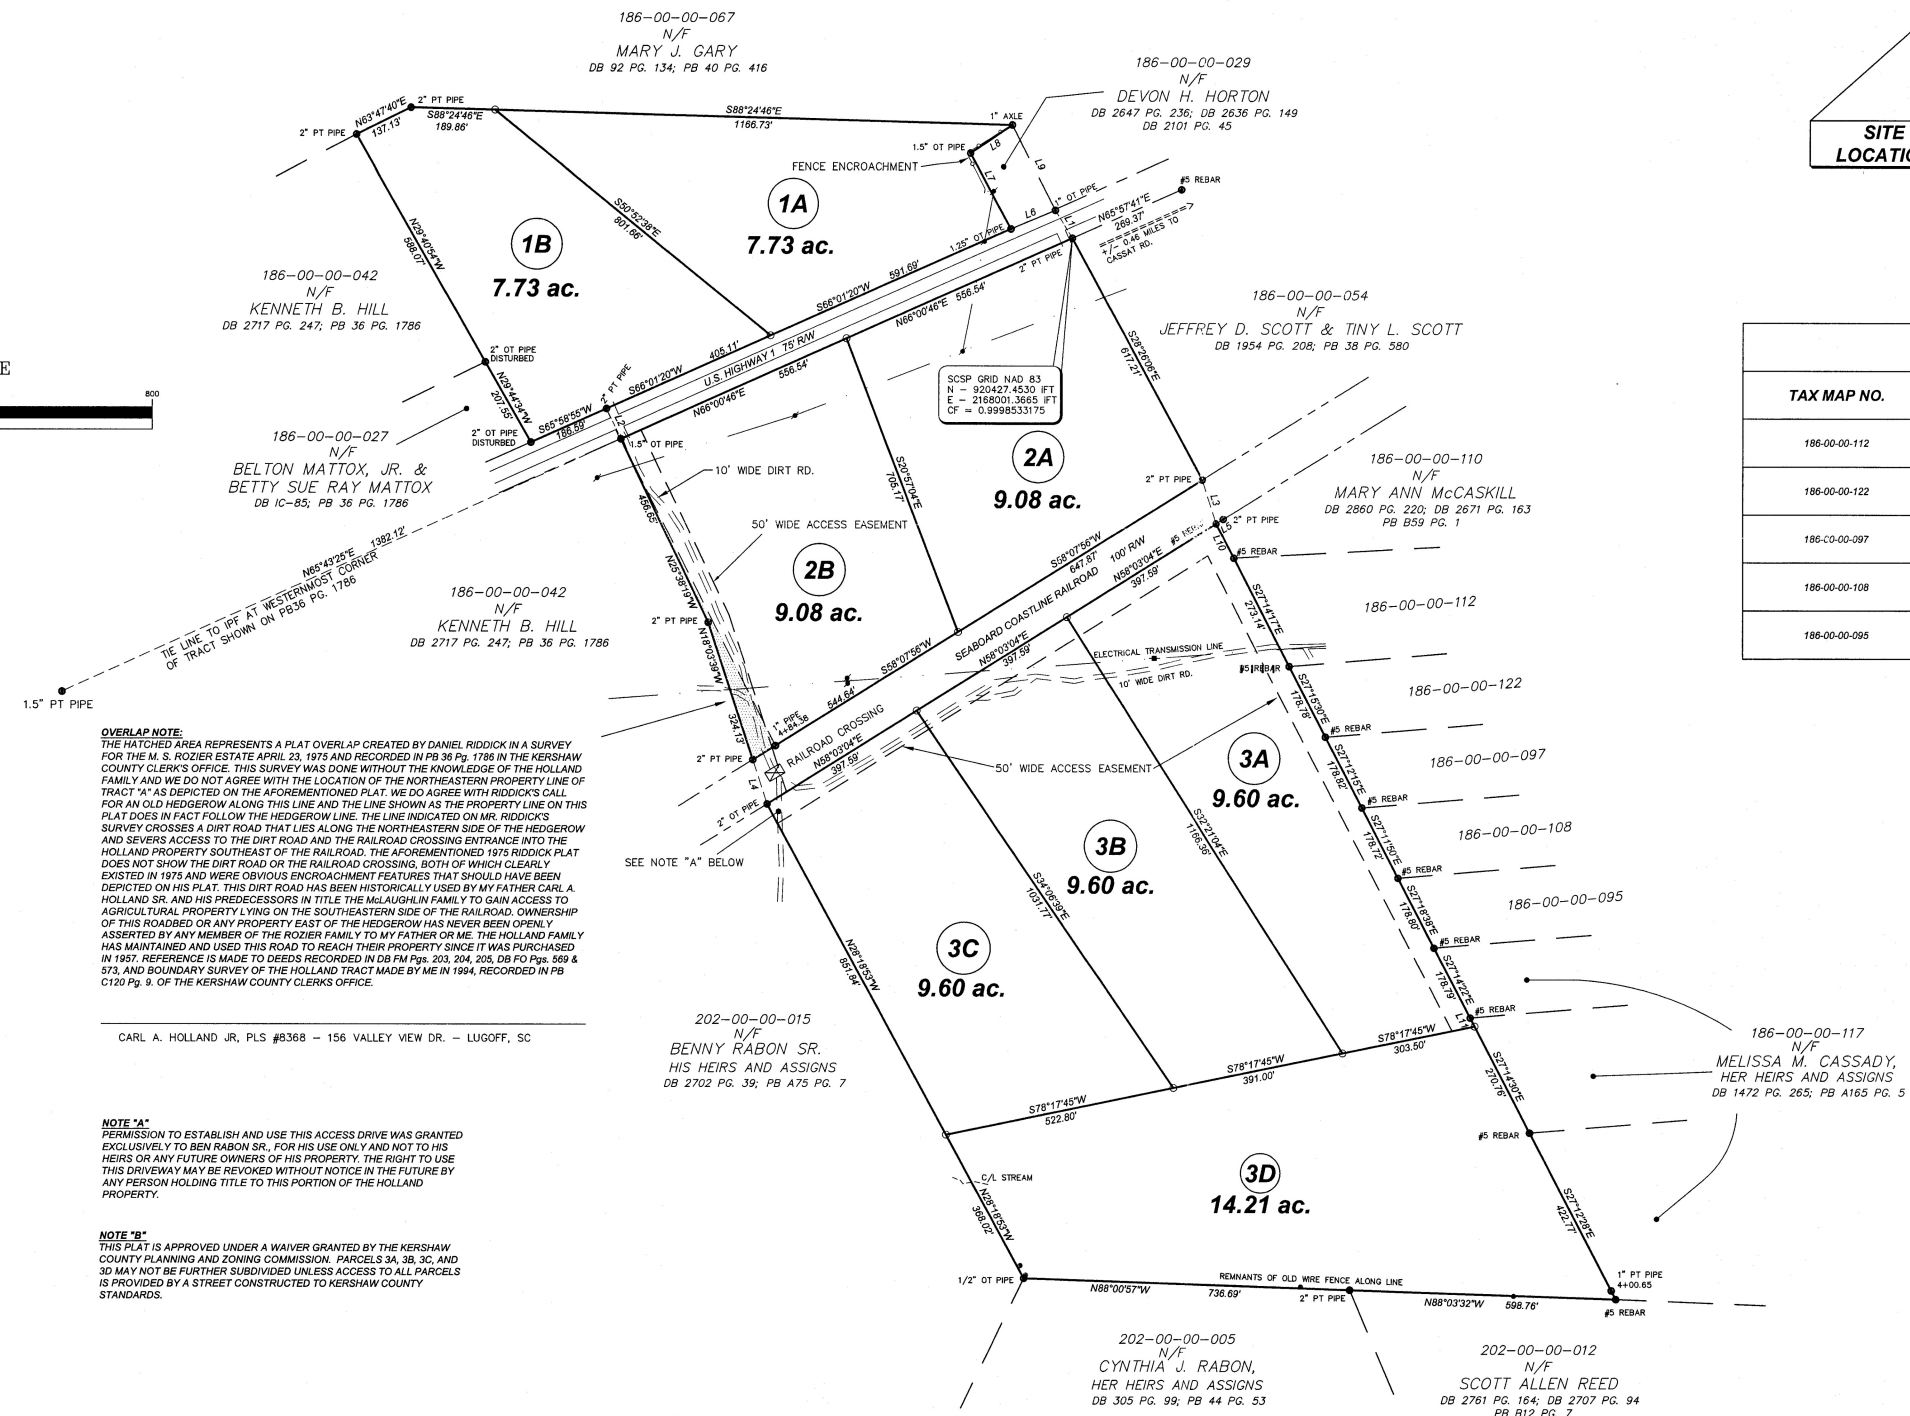 186-00-00-067
N/F
MARY J. GARY
DB 92 PG. 134; PB 40 PG. 416
186-00-00-029
N/F
DEVON H. HORTON
DB 2647 PG. 236; DB 2636 PG. 149
DB 2101 PG. 45
SITE
N63°47'40"E
137.13'
2" PT PIPE
2" PT PIPE
S88°24'46"E
189.86'
S88°24'46"E
1166.73'
1" AXLE
1.5" OT PIPE
L8
L9
L7
FENCE ENCROACHMENT
L6
1" OT PIPE
L1
#5 REBAR
N65°57'41"E
269.37'
+/- 0.46 MILES TO
CASSAT RD.
1.25" OT PIPE
2" PT PIPE
1A
7.73 ac.
1B
7.73 ac.
S50°52'38"E
801.66'
N29°40'54"W
588.07'
186-00-00-042
N/F
KENNETH B. HILL
DB 2717 PG. 247; PB 36 PG. 1786
2" OT PIPE
DISTURBED
N29°44'34"W
207.55'
2" OT PIPE
DISTURBED
S65°58'55"W
186.59'
2" PT PIPE
S66°01'20"W
405.11'
S66°01'20"W
591.69'
U.S. HIGHWAY 1 75' R/W
N66°00'46"E
556.54'
N66°00'46"E 556.54'
L2
1.5" OT PIPE
186-00-00-054
N/F
JEFFREY D. SCOTT & TINY L. SCOTT
DB 1954 PG. 208; PB 38 PG. 580
SCSP GRID NAD 83
N - 920427.4530 IFT
E - 2168001.3665 IFT
CF = 0.9998533175
S28°26'06"E
617.21'
E
800
186-00-00-027
N/F
BELTON MATTOX, JR. &
BETTY SUE RAY MATTOX
DB IC-85; PB 36 PG. 1786
N65°43'25"E 1382.12'
TIE LINE TO IPF AT WESTERNMOST CORNER
OF TRACT SHOWN ON PB36 PG. 1786
1.5" PT PIPE
10' WIDE DIRT RD.
50' WIDE ACCESS EASEMENT
456.65'
N25°38'19"W
S20°57'04"E
705.17'
2A
9.08 ac.
2B
9.08 ac.
2" PT PIPE
L3
L5
2" PT PIPE
L10
#5 REBAR
186-00-00-110
N/F
MARY ANN McCASKILL
DB 2860 PG. 220; DB 2671 PG. 163
PB B59 PG. 1
TAX MAP NO.
186-00-00-112
186-00-00-122
186-00-00-097
186-00-00-108
186-00-00-095
186-00-00-042
N/F
KENNETH B. HILL
DB 2717 PG. 247; PB 36 PG. 1786
2" PT PIPE
N18°03'39"W
324.13'
S58°07'56"W
544.64'
S58°07'56"W
647.87'
SEABOARD COASTLINE RAILROAD 100' R/W
N58°03'04"E
397.59'
N58°03'04"E
397.59'
N58°03'04"E
397.59'
1" PIPE
4+84.38
2" PT PIPE
L4
RAILROAD CROSSING
2" OT PIPE
SEE NOTE "A" BELOW
ELECTRICAL TRANSMISSION LINE
10' WIDE DIRT RD.
50' WIDE ACCESS EASEMENT
S27°14'17"E
273.14'
#5 REBAR
186-00-00-112
186-00-00-122
S27°15'30"E
178.78'
#5 REBAR
186-00-00-097
S27°12'15"E
178.82'
#5 REBAR
186-00-00-108
S27°11'50"E
178.72'
#5 REBAR
186-00-00-095
S27°18'38"E
178.80'
#5 REBAR
S27°14'22"E
178.79'
#5 REBAR
L11
3A
9.60 ac.
3B
9.60 ac.
3C
9.60 ac.
S32°21'04"E
1166.36'
S34°06'39"E
1031.77'
N28°18'53"W
851.84'
OVERLAP NOTE:
THE HATCHED AREA REPRESENTS A PLAT OVERLAP CREATED BY DANIEL RIDDICK IN A SURVEY
FOR THE M. S. ROZIER ESTATE APRIL 23, 1975 AND RECORDED IN PB 36 Pg. 1786 IN THE KERSHAW
COUNTY CLERK'S OFFICE. THIS SURVEY WAS DONE WITHOUT THE KNOWLEDGE OF THE HOLLAND
FAMILY AND WE DO NOT AGREE WITH THE LOCATION OF THE NORTHEASTERN PROPERTY LINE OF
TRACT "A" AS DEPICTED ON THE AFOREMENTIONED PLAT. WE DO AGREE WITH RIDDICK'S CALL
FOR AN OLD HEDGEROW ALONG THIS LINE AND THE LINE SHOWN AS THE PROPERTY LINE ON THIS
PLAT DOES IN FACT FOLLOW THE HEDGEROW LINE. THE LINE INDICATED ON MR. RIDDICK'S
SURVEY CROSSES A DIRT ROAD THAT LIES ALONG THE NORTHEASTERN SIDE OF THE HEDGEROW
AND SEVERS ACCESS TO THE DIRT ROAD AND THE RAILROAD CROSSING ENTRANCE INTO THE
HOLLAND PROPERTY SOUTHEAST OF THE RAILROAD. THE AFOREMENTIONED 1975 RIDDICK PLAT
DOES NOT SHOW THE DIRT ROAD OR THE RAILROAD CROSSING, BOTH OF WHICH CLEARLY
EXISTED IN 1975 AND WERE OBVIOUS ENCROACHMENT FEATURES THAT SHOULD HAVE BEEN
DEPICTED ON HIS PLAT. THIS DIRT ROAD HAS BEEN HISTORICALLY USED BY MY FATHER CARL A.
HOLLAND SR. AND HIS PREDECESSORS IN TITLE THE McLAUGHLIN FAMILY TO GAIN ACCESS TO
AGRICULTURAL PROPERTY LYING ON THE SOUTHEASTERN SIDE OF THE RAILROAD. OWNERSHIP
OF THIS ROADBED OR ANY PROPERTY EAST OF THE HEDGEROW HAS NEVER BEEN OPENLY
ASSERTED BY ANY MEMBER OF THE ROZIER FAMILY TO MY FATHER OR ME. THE HOLLAND FAMILY
HAS MAINTAINED AND USED THIS ROAD TO REACH THEIR PROPERTY SINCE IT WAS PURCHASED
IN 1957. REFERENCE IS MADE TO DEEDS RECORDED IN DB FM Pgs. 203, 204, 205, DB FO Pgs. 569 &
573, AND BOUNDARY SURVEY OF THE HOLLAND TRACT MADE BY ME IN 1994, RECORDED IN PB
C120 Pg. 9. OF THE KERSHAW COUNTY CLERKS OFFICE.
CARL A. HOLLAND JR, PLS #8368 - 156 VALLEY VIEW DR. - LUGOFF, SC
202-00-00-015
N/F
BENNY RABON SR.
HIS HEIRS AND ASSIGNS
DB 2702 PG. 39; PB A75 PG. 7
S78°17'45"W
522.80'
S78°17'45"W
391.00'
S78°17'45"W
303.50'
186-00-00-117
N/F
MELISSA M. CASSADY,
HER HEIRS AND ASSIGNS
DB 1472 PG. 265; PB A165 PG. 5
S27°14'30"E
270.76'
#5 REBAR
S27°12'28"E
422.77'
NOTE "A"
PERMISSION TO ESTABLISH AND USE THIS ACCESS DRIVE WAS GRANTED
EXCLUSIVELY TO BEN RABON SR., FOR HIS USE ONLY AND NOT TO HIS
HEIRS OR ANY FUTURE OWNERS OF HIS PROPERTY. THE RIGHT TO USE
THIS DRIVEWAY MAY BE REVOKED WITHOUT NOTICE IN THE FUTURE BY
ANY PERSON HOLDING TITLE TO THIS PORTION OF THE HOLLAND
PROPERTY.
C/L STREAM
N28°18'53"W
368.02'
3D
14.21 ac.
NOTE "B"
THIS PLAT IS APPROVED UNDER A WAIVER GRANTED BY THE KERSHAW
COUNTY PLANNING AND ZONING COMMISSION. PARCELS 3A, 3B, 3C, AND
3D MAY NOT BE FURTHER SUBDIVIDED UNLESS ACCESS TO ALL PARCELS
IS PROVIDED BY A STREET CONSTRUCTED TO KERSHAW COUNTY
STANDARDS.
1/2" OT PIPE
REMNANTS OF OLD WIRE FENCE ALONG LINE
N88°00'57"W
736.69'
2" PT PIPE
N88°03'32"W
598.76'
1" PT PIPE
4+00.65
#5 REBAR
202-00-00-005
N/F
CYNTHIA J. RABON,
HER HEIRS AND ASSIGNS
DB 305 PG. 99; PB 44 PG. 53
202-00-00-012
N/F
SCOTT ALLEN REED
DB 2761 PG. 164; DB 2707 PG. 94
PB B12 PG. 7